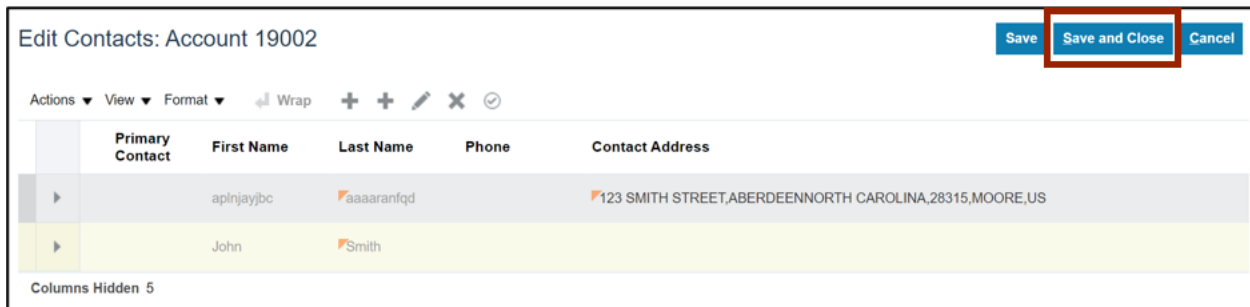 Edit Contacts: Account 19002
Save Save and Close Cancel
Actions View Format Wrap
Primary Contact First Name Last Name Phone Contact Address
aplnjayjbc aaaaranfqd 123 SMITH STREET,ABERDEENNORTH CAROLINA,28315,MOORE,US
John Smith
Columns Hidden 5